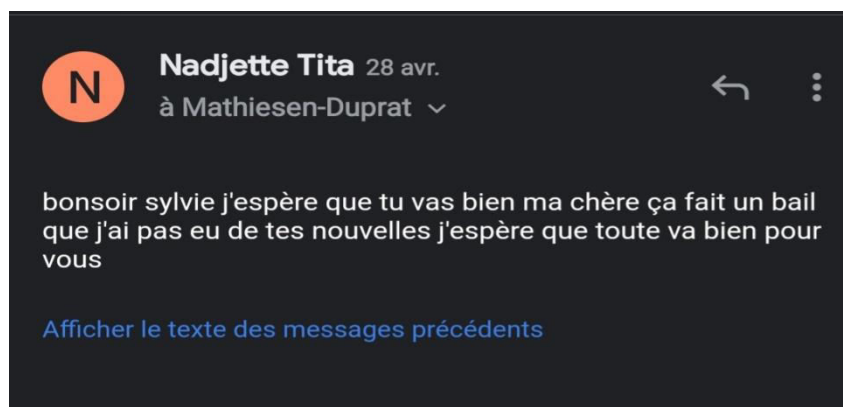 N
Nadjette Tita 28 avr.
à Mathiesen-Duprat
bonsoir sylvie j'espère que tu vas bien ma chère ça fait un bail
que j'ai pas eu de tes nouvelles j'espère que toute va bien pour
vous
Afficher le texte des messages précédents